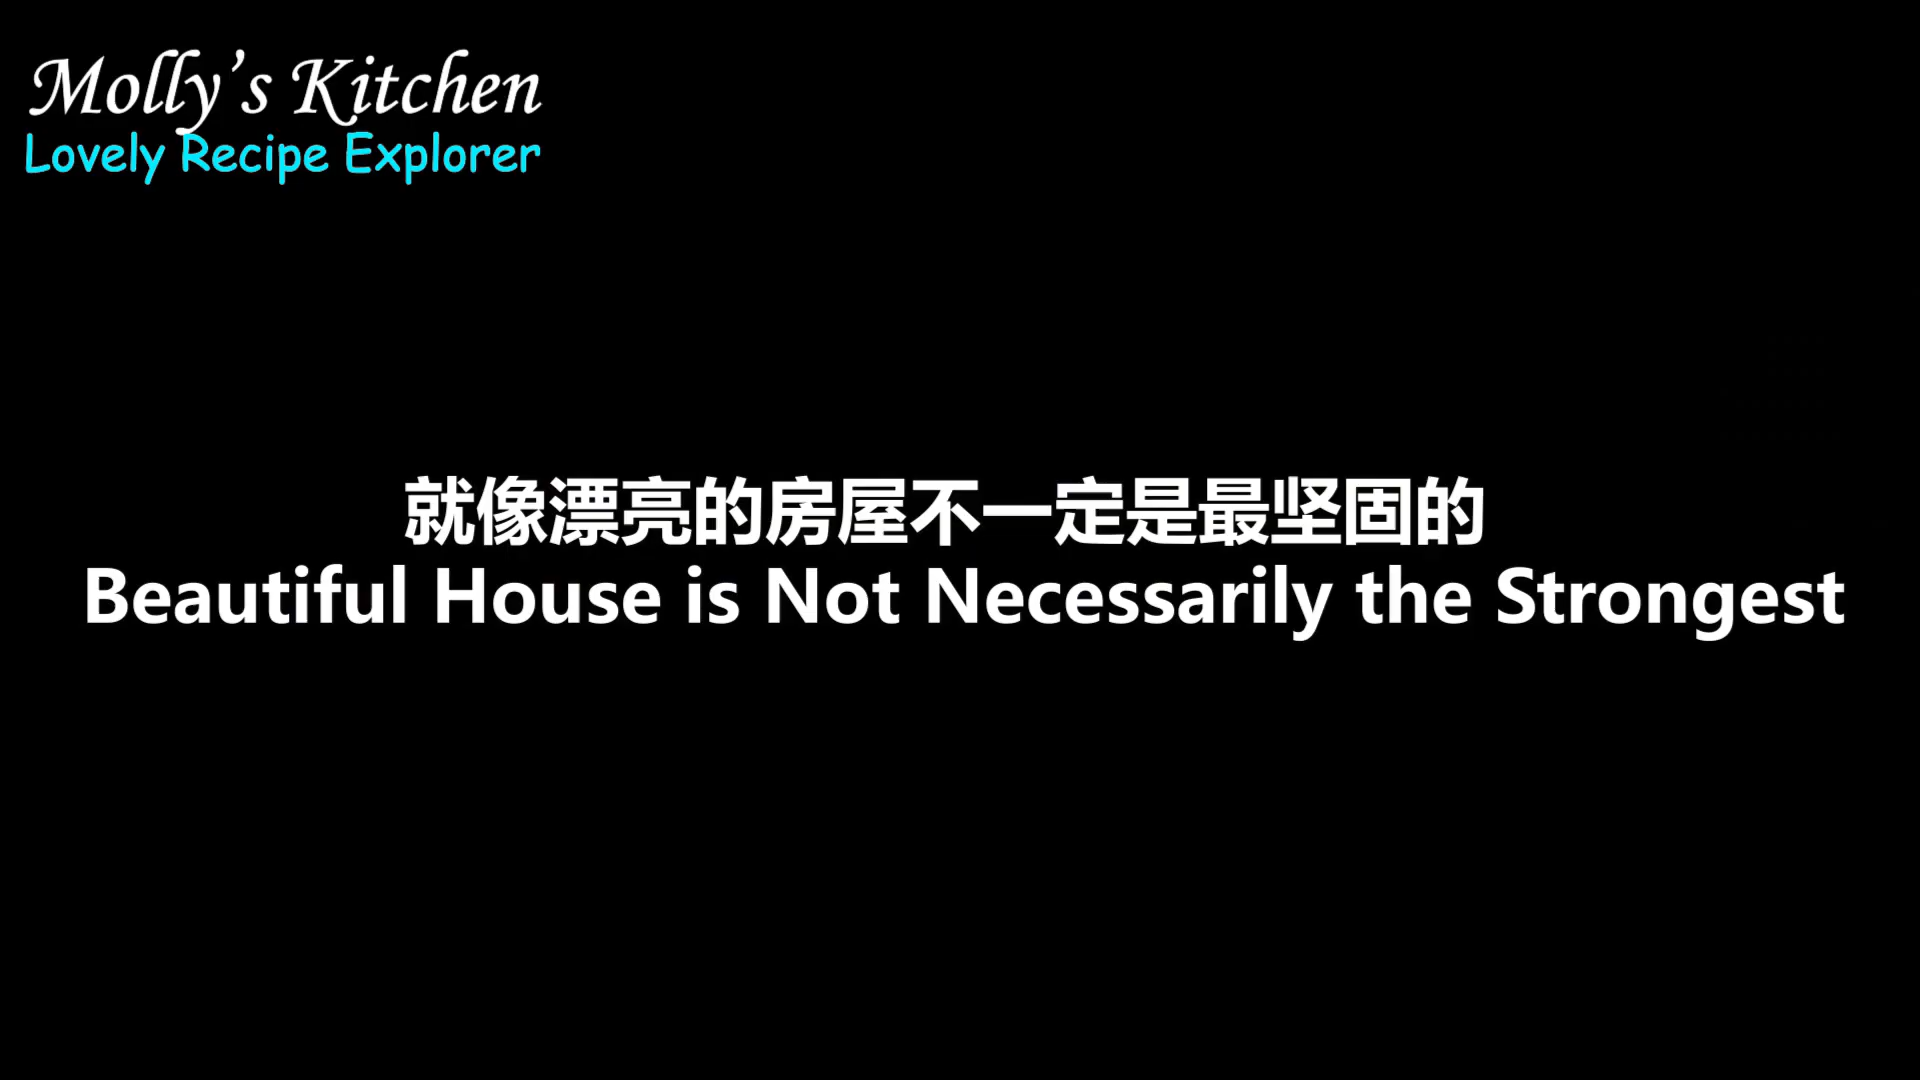 Molly’s Kitchen
Lovely Recipe Explorer
就像漂亮的房屋不一定是最坚固的
Beautiful House is Not Necessarily the Strongest